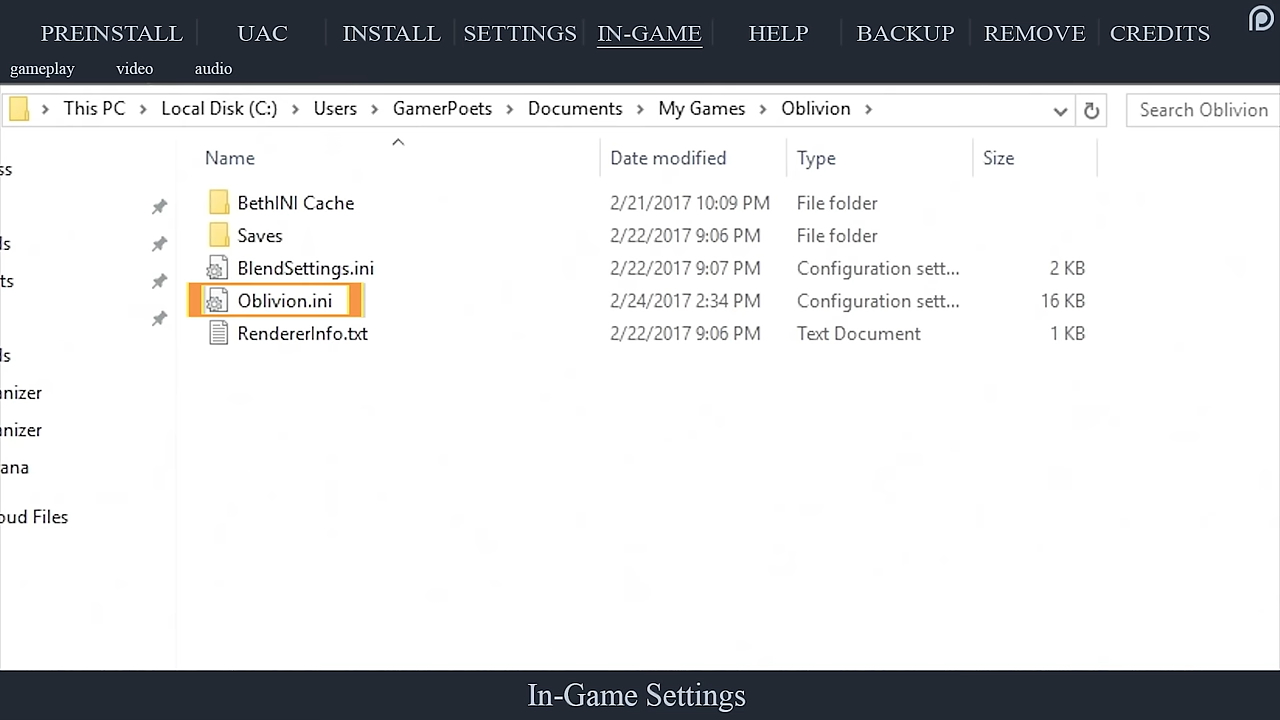 PREINSTALL UAC INSTALL SETTINGS IN-GAME HELP BACKUP REMOVE CREDITS
gameplay video audio
This PC Local Disk (C:) Users GamerPoets Documents My Games Oblivion Search Oblivion
Name Date modified Type Size
ss
BethINI Cache 2/21/2017 10:09 PM File folder
Saves 2/22/2017 9:06 PM File folder
ds
BlendSettings.ini 2/22/2017 9:07 PM Configuration sett... 2 KB
ts
Oblivion.ini 2/24/2017 2:34 PM Configuration sett... 16 KB
RendererInfo.txt 2/22/2017 9:06 PM Text Document 1 KB
ds
anizer
anizer
ana
oud Files
In-Game Settings